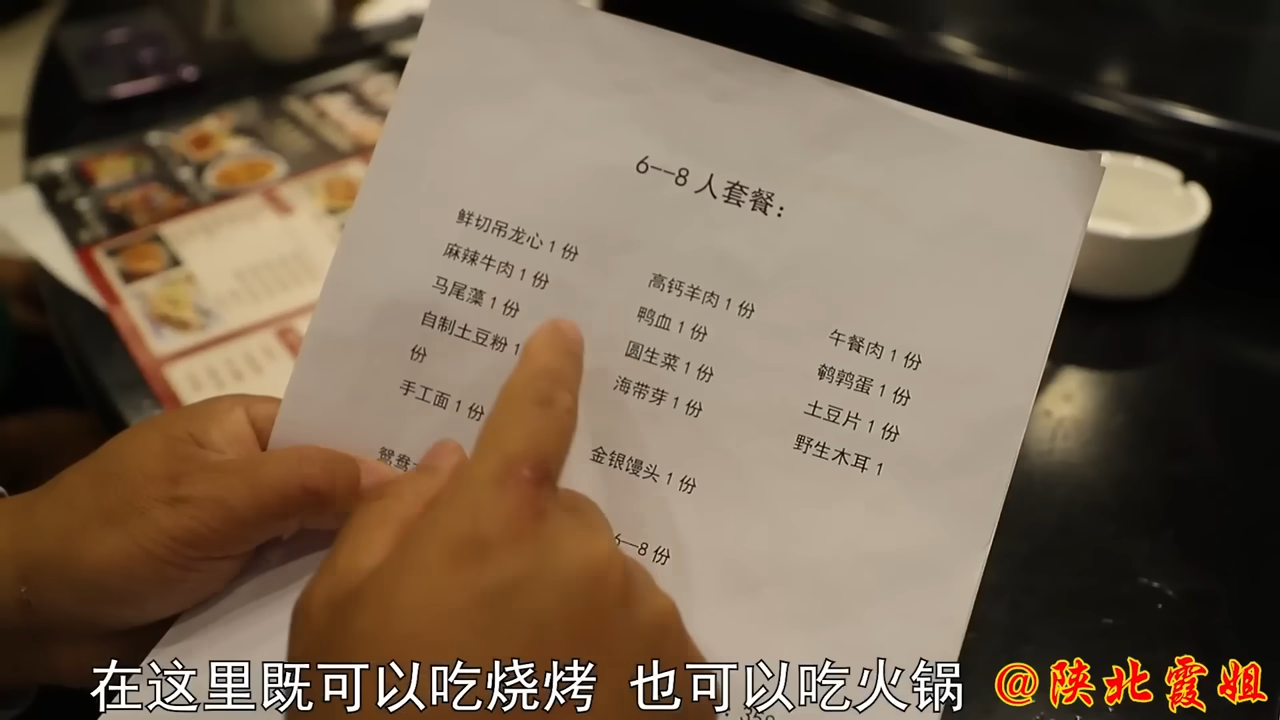 6--8人套餐：
鲜切吊龙心1份
麻辣牛肉1份 高钙羊肉1份 午餐肉1份
马尾藻1份 鸭血1份 鹌鹑蛋1份
自制土豆粉1份 圆生菜1份 土豆片1份
手工面1份 海带芽1份 野生木耳1
鸳鸯 金银馒头1份
6—8份
在这里既可以吃烧烤 也可以吃火锅
@陕北霞姐